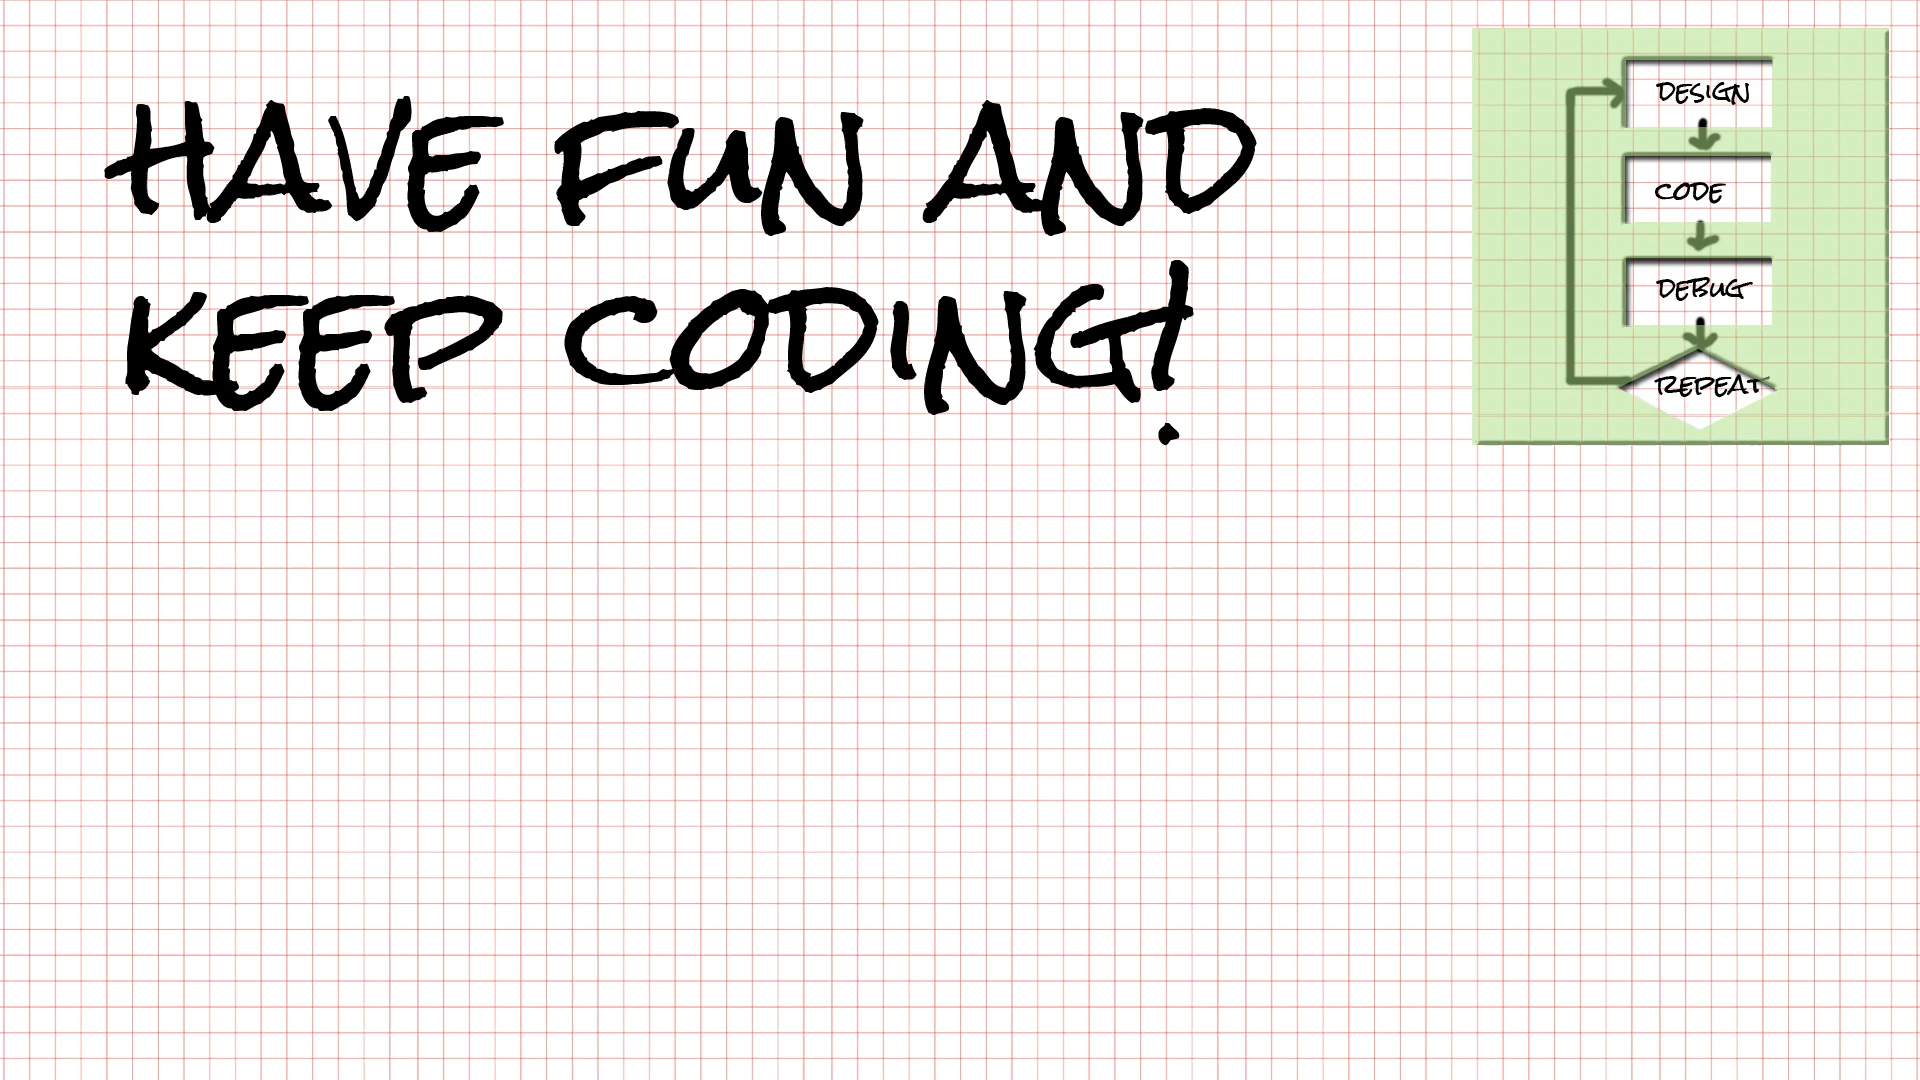 HAVE FUN AND
KEEP CODING!
DESIGN
CODE
DEBUG
REPEAT